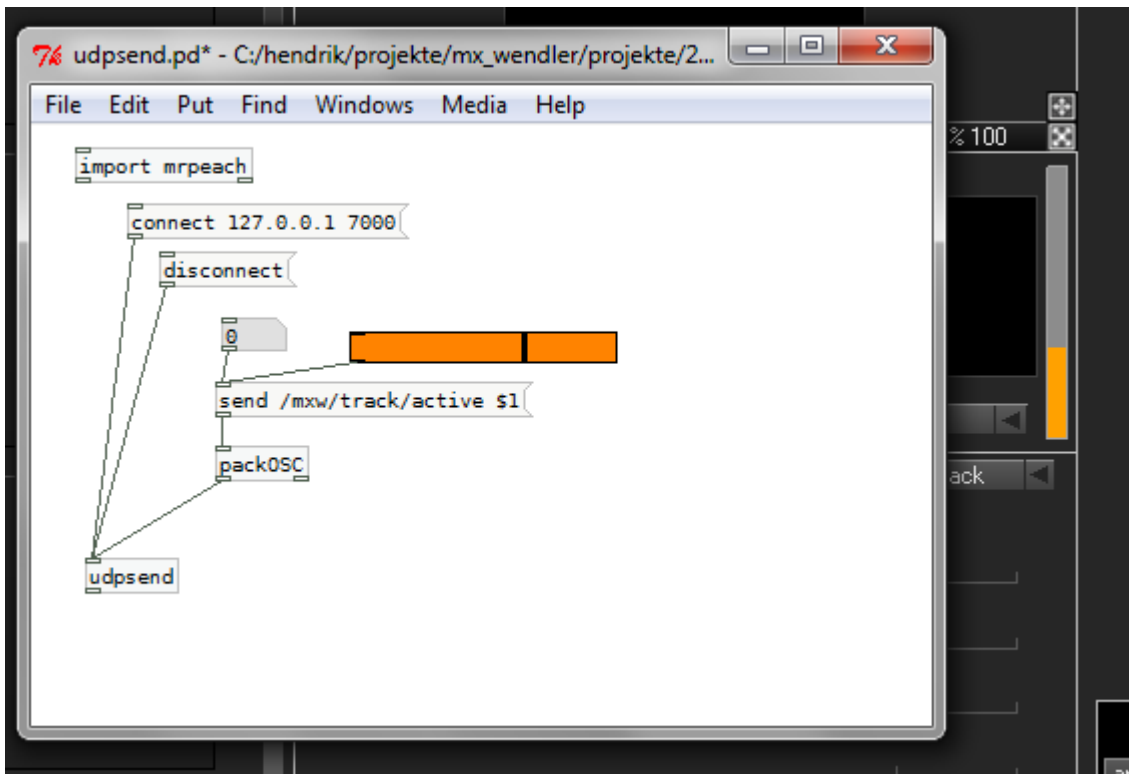 udpsend.pd* - C:/hendrik/projekte/mx_wendler/projekte/2...
File Edit Put Find Windows Media Help
% 100
import mrpeach
connect 127.0.0.1 7000
disconnect
0
send /mxw/track/active $1
packOSC
ack
udpsend